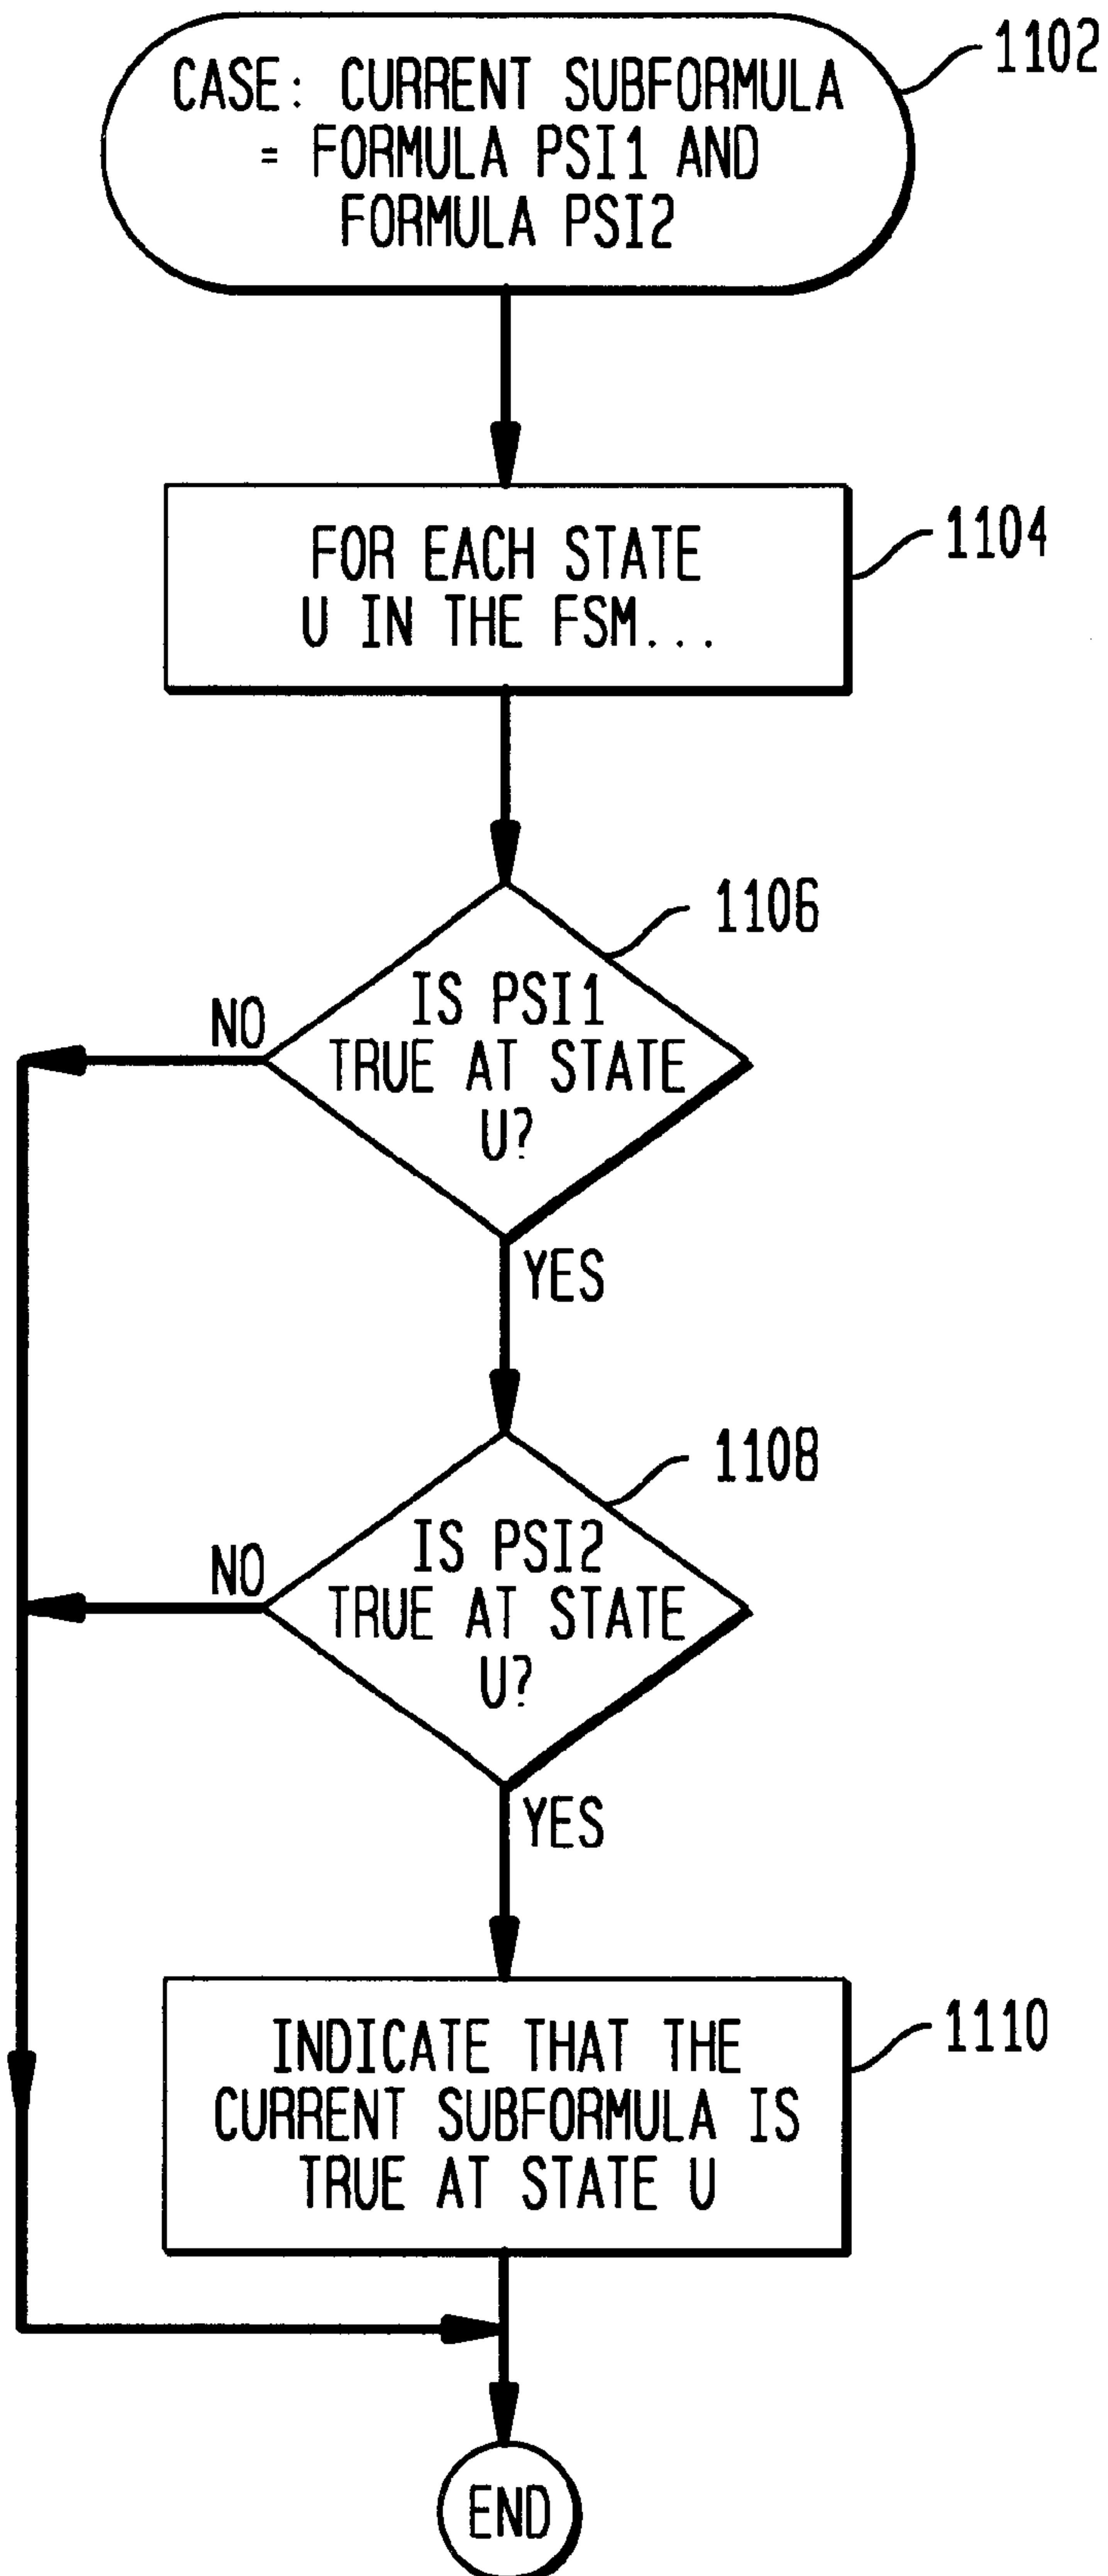 CASE: CURRENT SUBFORMULA
= FORMULA PSI1 AND
FORMULA PSI2
1102
FOR EACH STATE
U IN THE FSM...
1104
1106
IS PSI1
TRUE AT STATE
U?
NO
YES
1108
IS PSI2
TRUE AT STATE
U?
NO
YES
INDICATE THAT THE
CURRENT SUBFORMULA IS
TRUE AT STATE U
1110
END